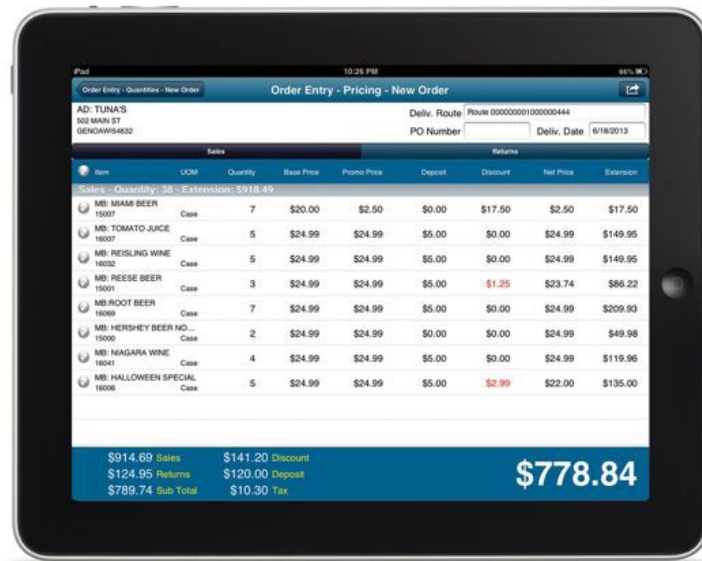 iPad
10:25 PM
66%
Order Entry - Quantities - New Order
Order Entry - Pricing - New Order
AD: TUNA'S
502 MAIN ST
GENOAWI54632
Deliv. Route Route 000000001000000444
PO Number Deliv. Date 6/18/2013
Sales Returns
Item UOM Quantity Base Price Promo Price Deposit Discount Net Price Extension
Sales - Quantity: 38 - Extension: $918.49
MB: MIAMI BEER
15007 Case 7 $20.00 $2.50 $0.00 $17.50 $2.50 $17.50
MB: TOMATO JUICE
16007 Case 5 $24.99 $24.99 $5.00 $0.00 $24.99 $149.95
MB: REISLING WINE
16032 Case 5 $24.99 $24.99 $5.00 $0.00 $24.99 $149.95
MB: REESE BEER
15001 Case 3 $24.99 $24.99 $5.00 $1.25 $23.74 $86.22
MB:ROOT BEER
16069 Case 7 $24.99 $24.99 $5.00 $0.00 $24.99 $209.93
MB: HERSHEY BEER NO...
15000 Case 2 $24.99 $24.99 $5.00 $0.00 $24.99 $49.98
MB: NIAGARA WINE
16041 Case 4 $24.99 $24.99 $5.00 $0.00 $24.99 $119.96
MB: HALLOWEEN SPECIAL
16006 Case 5 $24.99 $24.99 $5.00 $2.99 $22.00 $135.00
$914.69 Sales $141.20 Discount
$124.95 Returns $120.00 Deposit
$789.74 Sub Total $10.30 Tax
$778.84